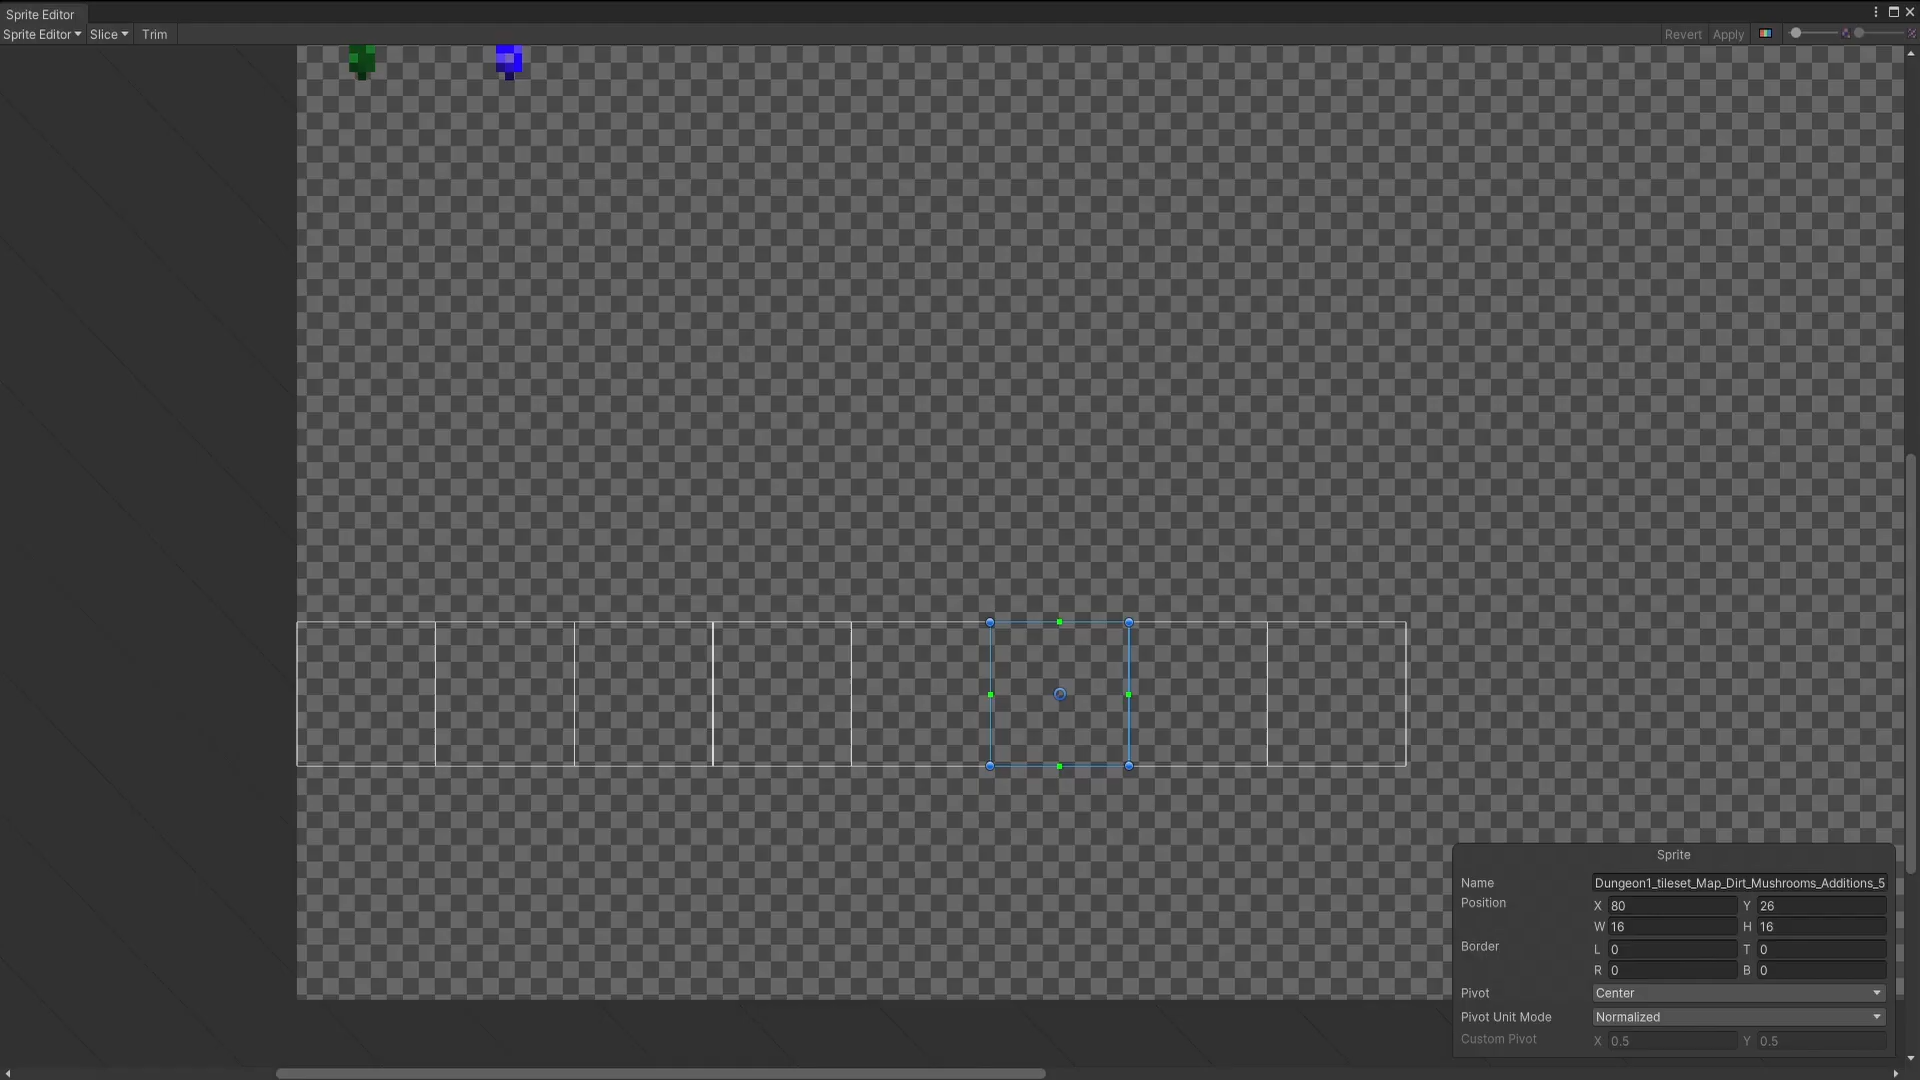 Sprite Editor
Sprite Editor Slice Trim Revert Apply
Sprite
Name Dungeon1_tileset_Map_Dirt_Mushrooms_Additions_5
Position X 80 Y 26
W 16 H 16
Border L 0 T 0
R 0 B 0
Pivot Center
Pivot Unit Mode Normalized
Custom Pivot X 0.5 Y 0.5